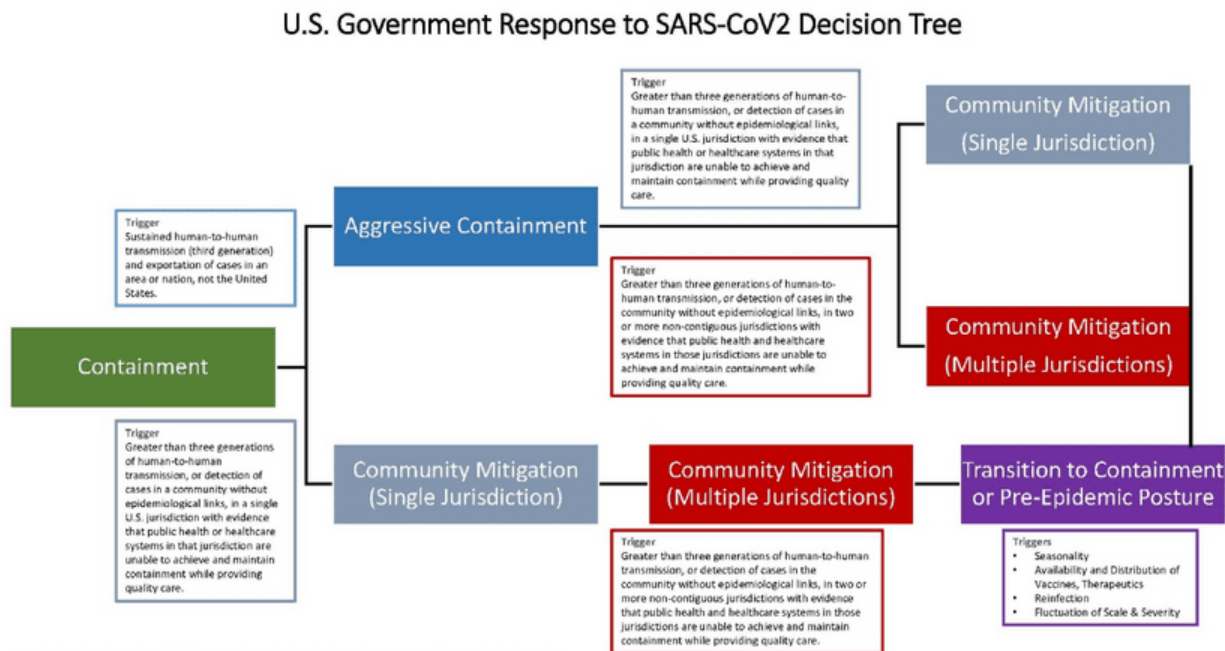 U.S. Government Response to SARS-CoV2 Decision Tree
Trigger
Greater than three generations of human-to-
human transmission, or detection of cases in
a community without epidemiological links,
in a single U.S. jurisdiction with evidence that
public health or healthcare systems in that
jurisdiction are unable to achieve and
maintain containment while providing quality
care.
Community Mitigation
(Single Jurisdiction)
Trigger
Sustained human-to-human
transmission (third generation)
and exportation of cases in an
area or nation, not the United
States.
Aggressive Containment
Trigger
Greater than three generations of human-to-
human transmission, or detection of cases in the
community without epidemiological links, in two
or more non-contiguous jurisdictions with
evidence that public health and healthcare
systems in those jurisdictions are unable to
achieve and maintain containment while
providing quality care.
Community Mitigation
(Multiple Jurisdictions)
Containment
Trigger
Greater than three generations
of human-to-human
transmission, or detection of
cases in a community without
epidemiological links, in a single
U.S. jurisdiction with evidence
that public health or healthcare
systems in that jurisdiction are
unable to achieve and maintain
containment while providing
quality care.
Community Mitigation
(Single Jurisdiction)
Community Mitigation
(Multiple Jurisdictions)
Transition to Containment
or Pre-Epidemic Posture
Trigger
Greater than three generations of human-to-human
transmission, or detection of cases in the
community without epidemiological links, in two or
more non-contiguous jurisdictions with evidence
that public health and healthcare systems in those
jurisdictions are unable to achieve and maintain
containment while providing quality care.
Triggers
• Seasonality
• Availability and Distribution of
Vaccines, Therapeutics
• Reinfection
• Fluctuation of Scale & Severity